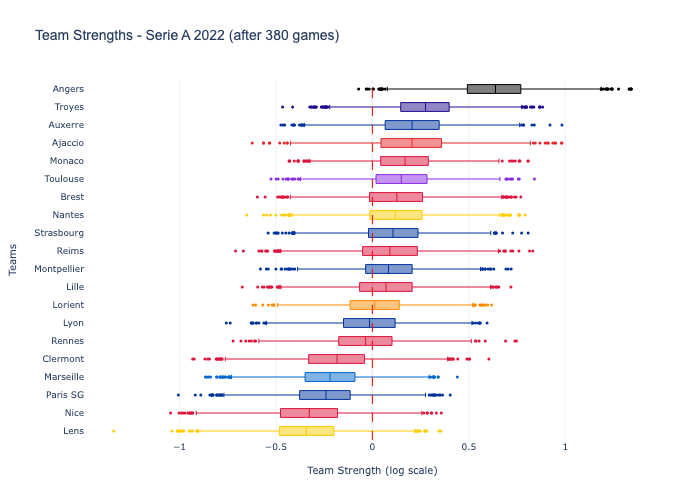 Team Strengths - Serie A 2022 (after 380 games)
Angers
Troyes
Auxerre
Ajaccio
Monaco
Toulouse
Brest
Nantes
Strasbourg
Reims
Montpellier
Lille
Lorient
Lyon
Rennes
Clermont
Marseille
Paris SG
Nice
Lens
Teams
−1 −0.5 0 0.5 1
Team Strength (log scale)